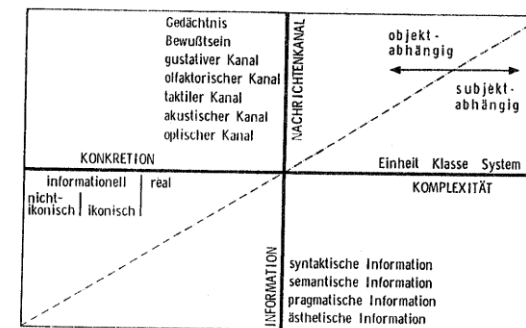 Gedächtnis
Bewußtsein
gustativer Kanal
olfaktorischer Kanal
taktiler Kanal
akustischer Kanal
optischer Kanal
NACHRICHTENKANAL
objekt-
abhängig
subjekt-
abhängig
KONKRETION
Einheit Klasse System
informationell real
KOMPLEXITÄT
nicht-
ikonisch ikonisch
INFORMATION
syntaktische Information
semantische Information
pragmatische Information
ästhetische Information